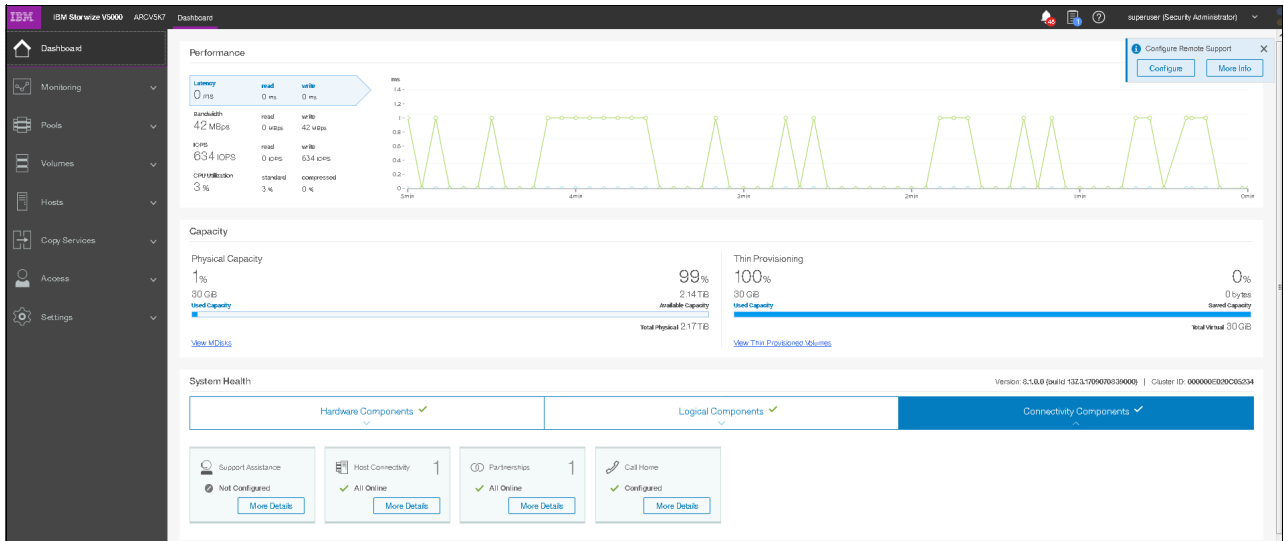 IBM IBM Storwize V5000 ARCV5K7 Dashboard 46 1 superuser (Security Administrator)
Dashboard
Monitoring
Pools
Volumes
Hosts
Copy Services
Access
Settings
Configure Remote Support
Configure More Info
Performance
Latency read write
0 ms 0 ms 0 ms
Bandwidth read write
42 MBps 0 MBps 42 MBps
IOPS read write
634 IOPS 0 IOPS 634 IOPS
CPU Utilization standard compressed
3 % 3 % 0 %
ms
1.4
1.2
1
0.8
0.6
0.4
0.2
0
5min 4min 3min 2min 1min 0min
Capacity
Physical Capacity
1% 99%
30 GiB 2.14 TiB
Used Capacity Available Capacity
Total Physical 2.17 TiB
View MDisks
Thin Provisioning
100% 0%
30 GiB 0 bytes
Used Capacity Saved Capacity
Total Virtual 30 GiB
View Thin Provisioned Volumes
System Health Version: 8.1.0.0 (build 137.3.1709070839000) | Cluster ID: 000000E020C05234
Hardware Components Logical Components Connectivity Components
Support Assistance
Not Configured
More Details
Host Connectivity 1
All Online
More Details
Partnerships 1
All Online
More Details
Call Home
Configured
More Details